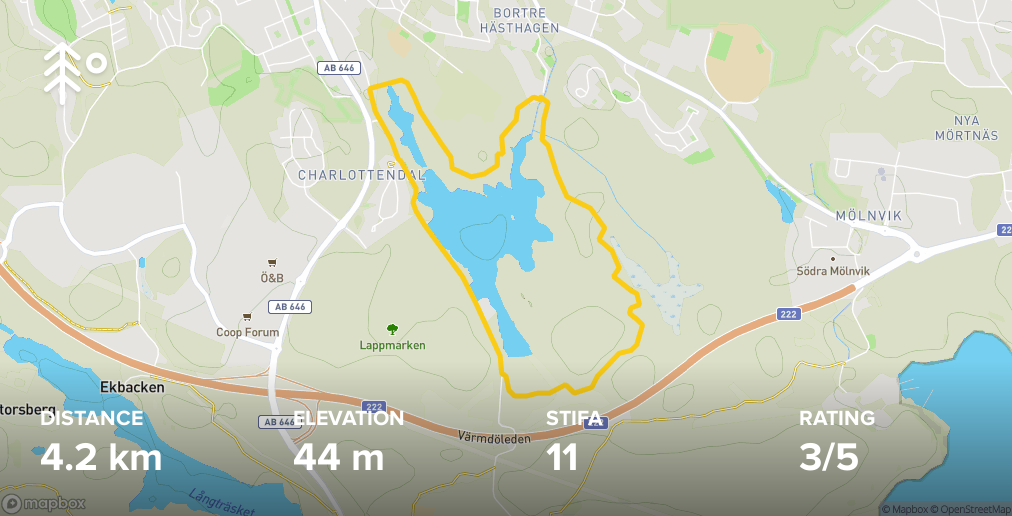 BORTRE
HÄSTHAGEN
AB 646
NYA
MÖRTNÄS
CHARLOTTENDAL
MÖLNVIK
22
Södra Mölnvik
Ö&B
AB 646
222
Coop Forum
Lappmarken
Ekbacken
torsberg
222
AB 646
222
DISTANCE
ELEVATION
STIFA
RATING
Värmdöleden
4.2 km
44 m
11
3/5
Långträsket
mapbox
© Mapbox © OpenStreetMap